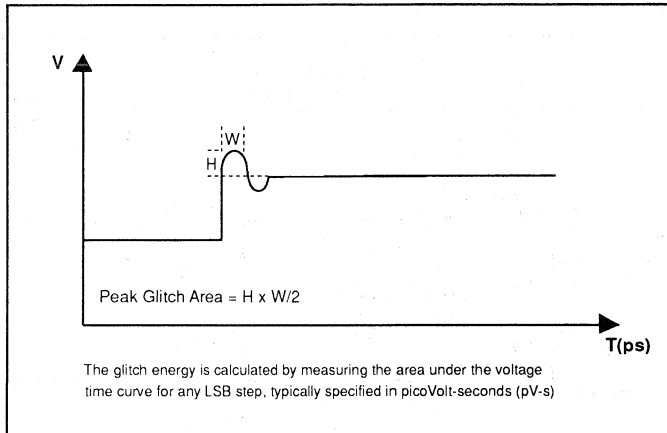 V
W
H
Peak Glitch Area = H x W/2
T(ps)
The glitch energy is calculated by measuring the area under the voltage
time curve for any LSB step, typically specified in picoVolt-seconds (pV-s)